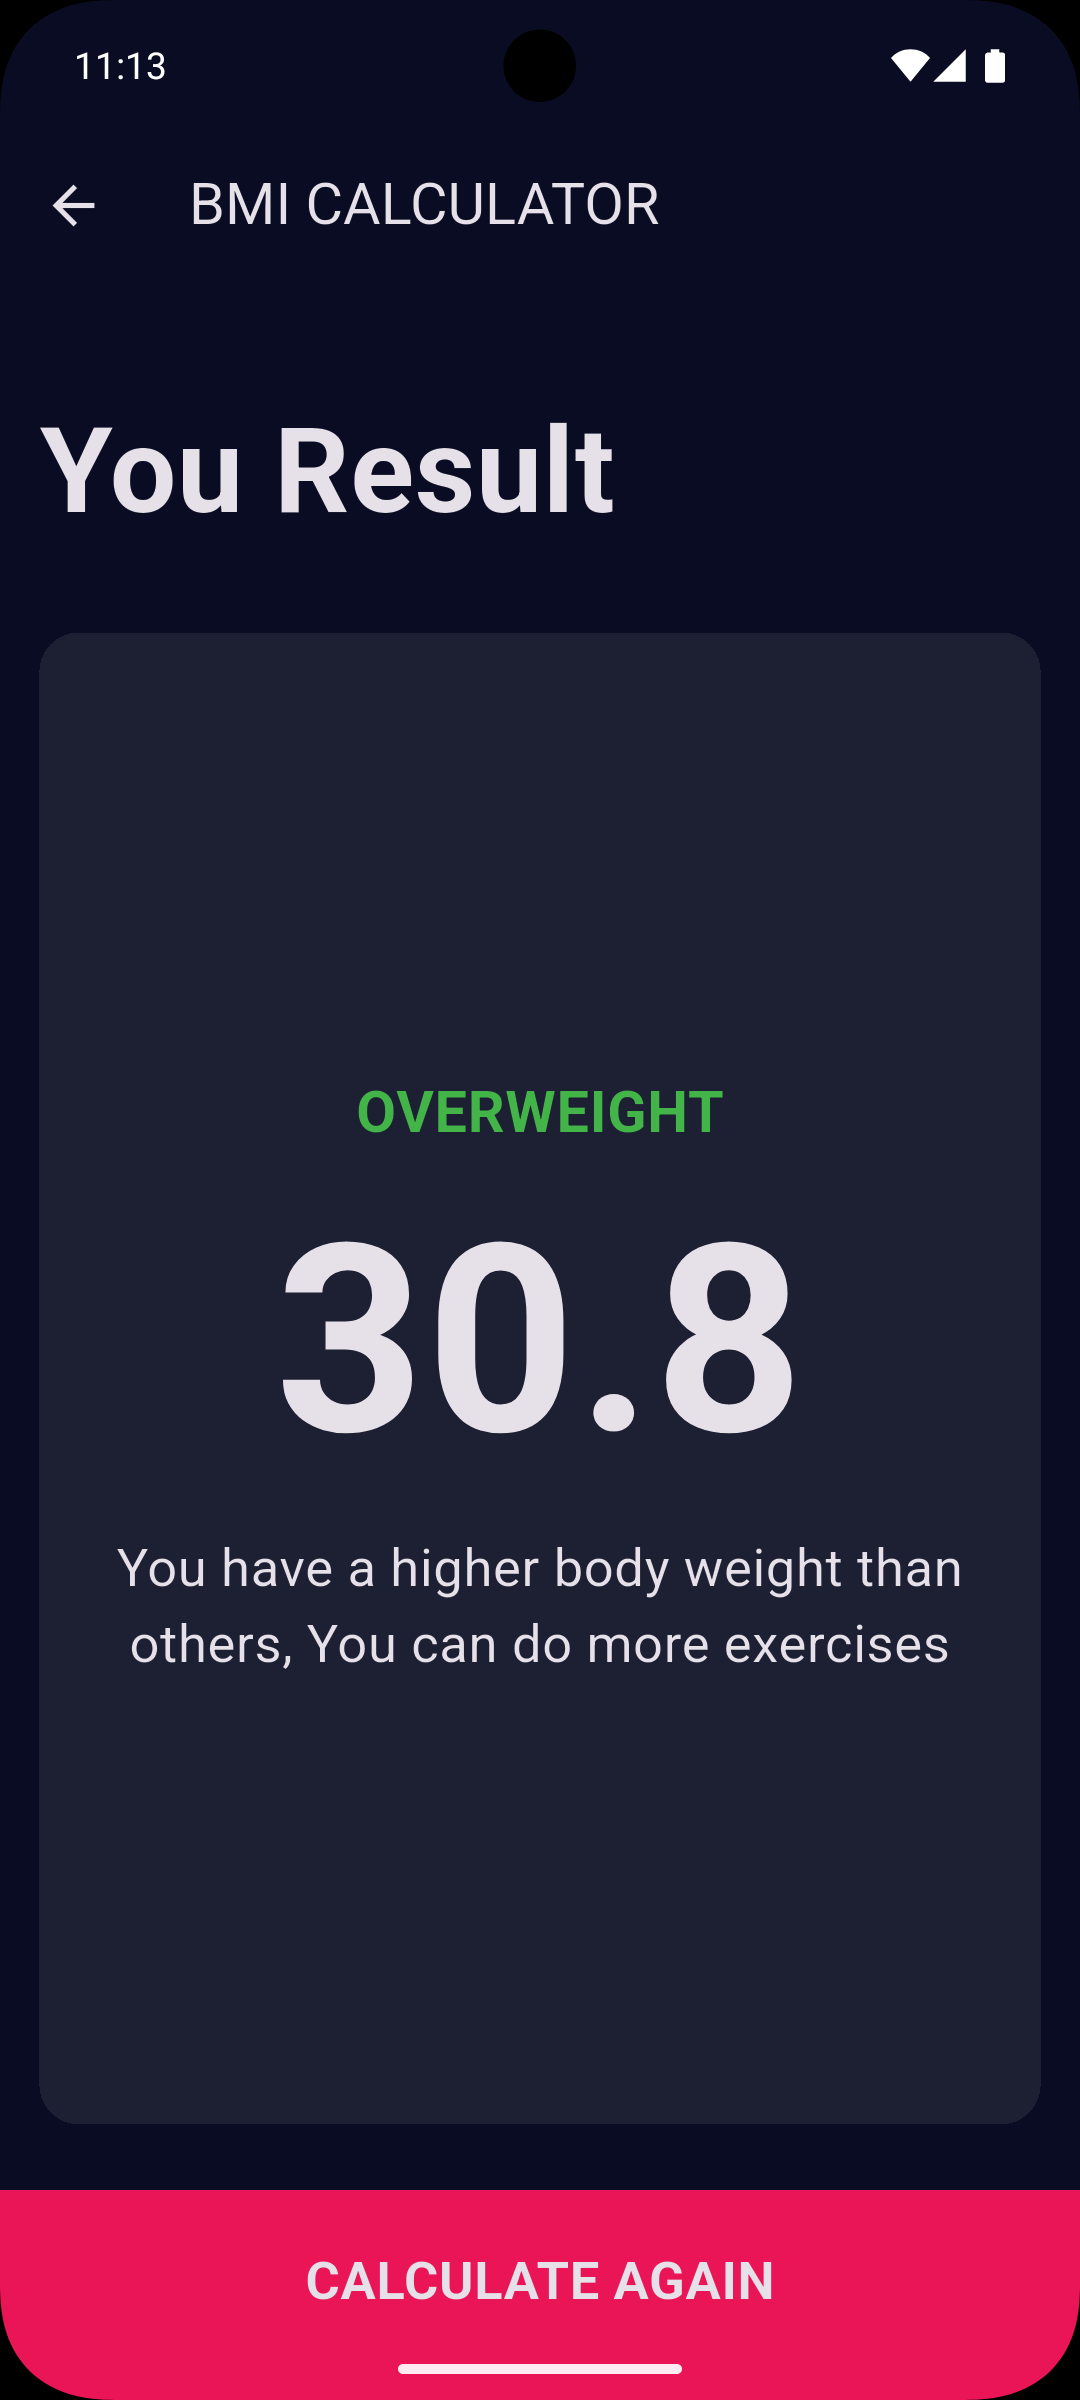 11:13
BMI CALCULATOR
You Result
OVERWEIGHT
30.8
You have a higher body weight than
others, You can do more exercises
CALCULATE AGAIN